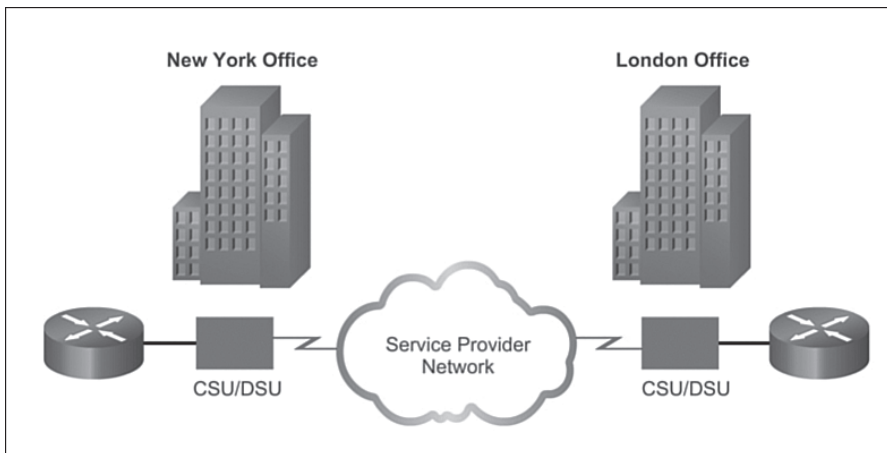 New York Office
London Office
Service Provider
Network
CSU/DSU
CSU/DSU